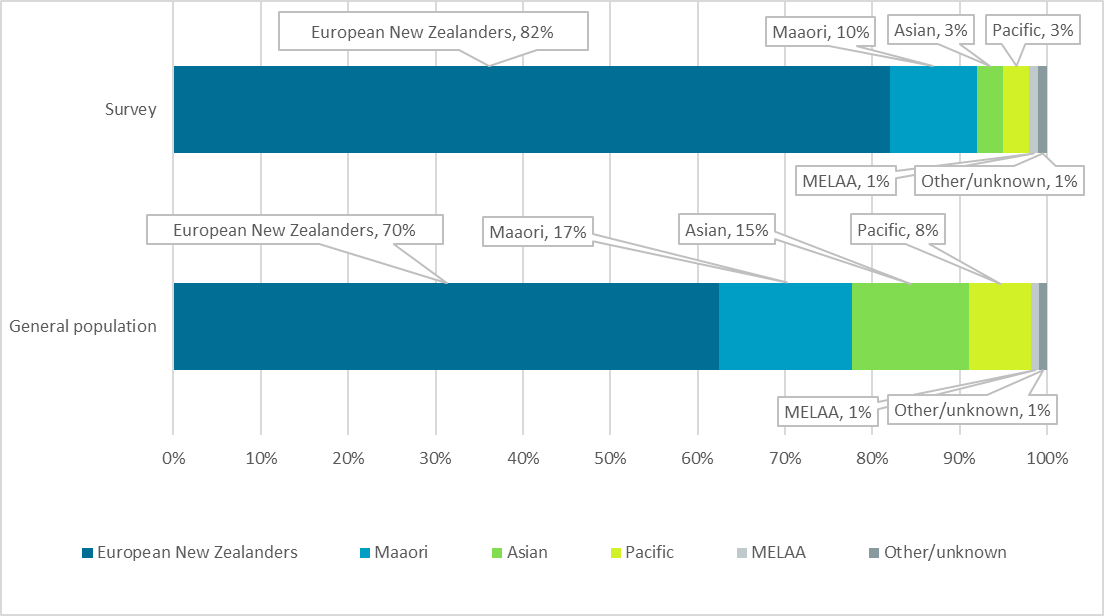 European New Zealanders, 82%
Maaori, 10%
Asian, 3%
Pacific, 3%
Survey
MELAA, 1%
Other/unknown, 1%
European New Zealanders, 70%
Maaori, 17%
Asian, 15%
Pacific, 8%
General population
MELAA, 1%
Other/unknown, 1%
0% 10% 20% 30% 40% 50% 60% 70% 80% 90% 100%
European New Zealanders Maaori Asian Pacific MELAA Other/unknown